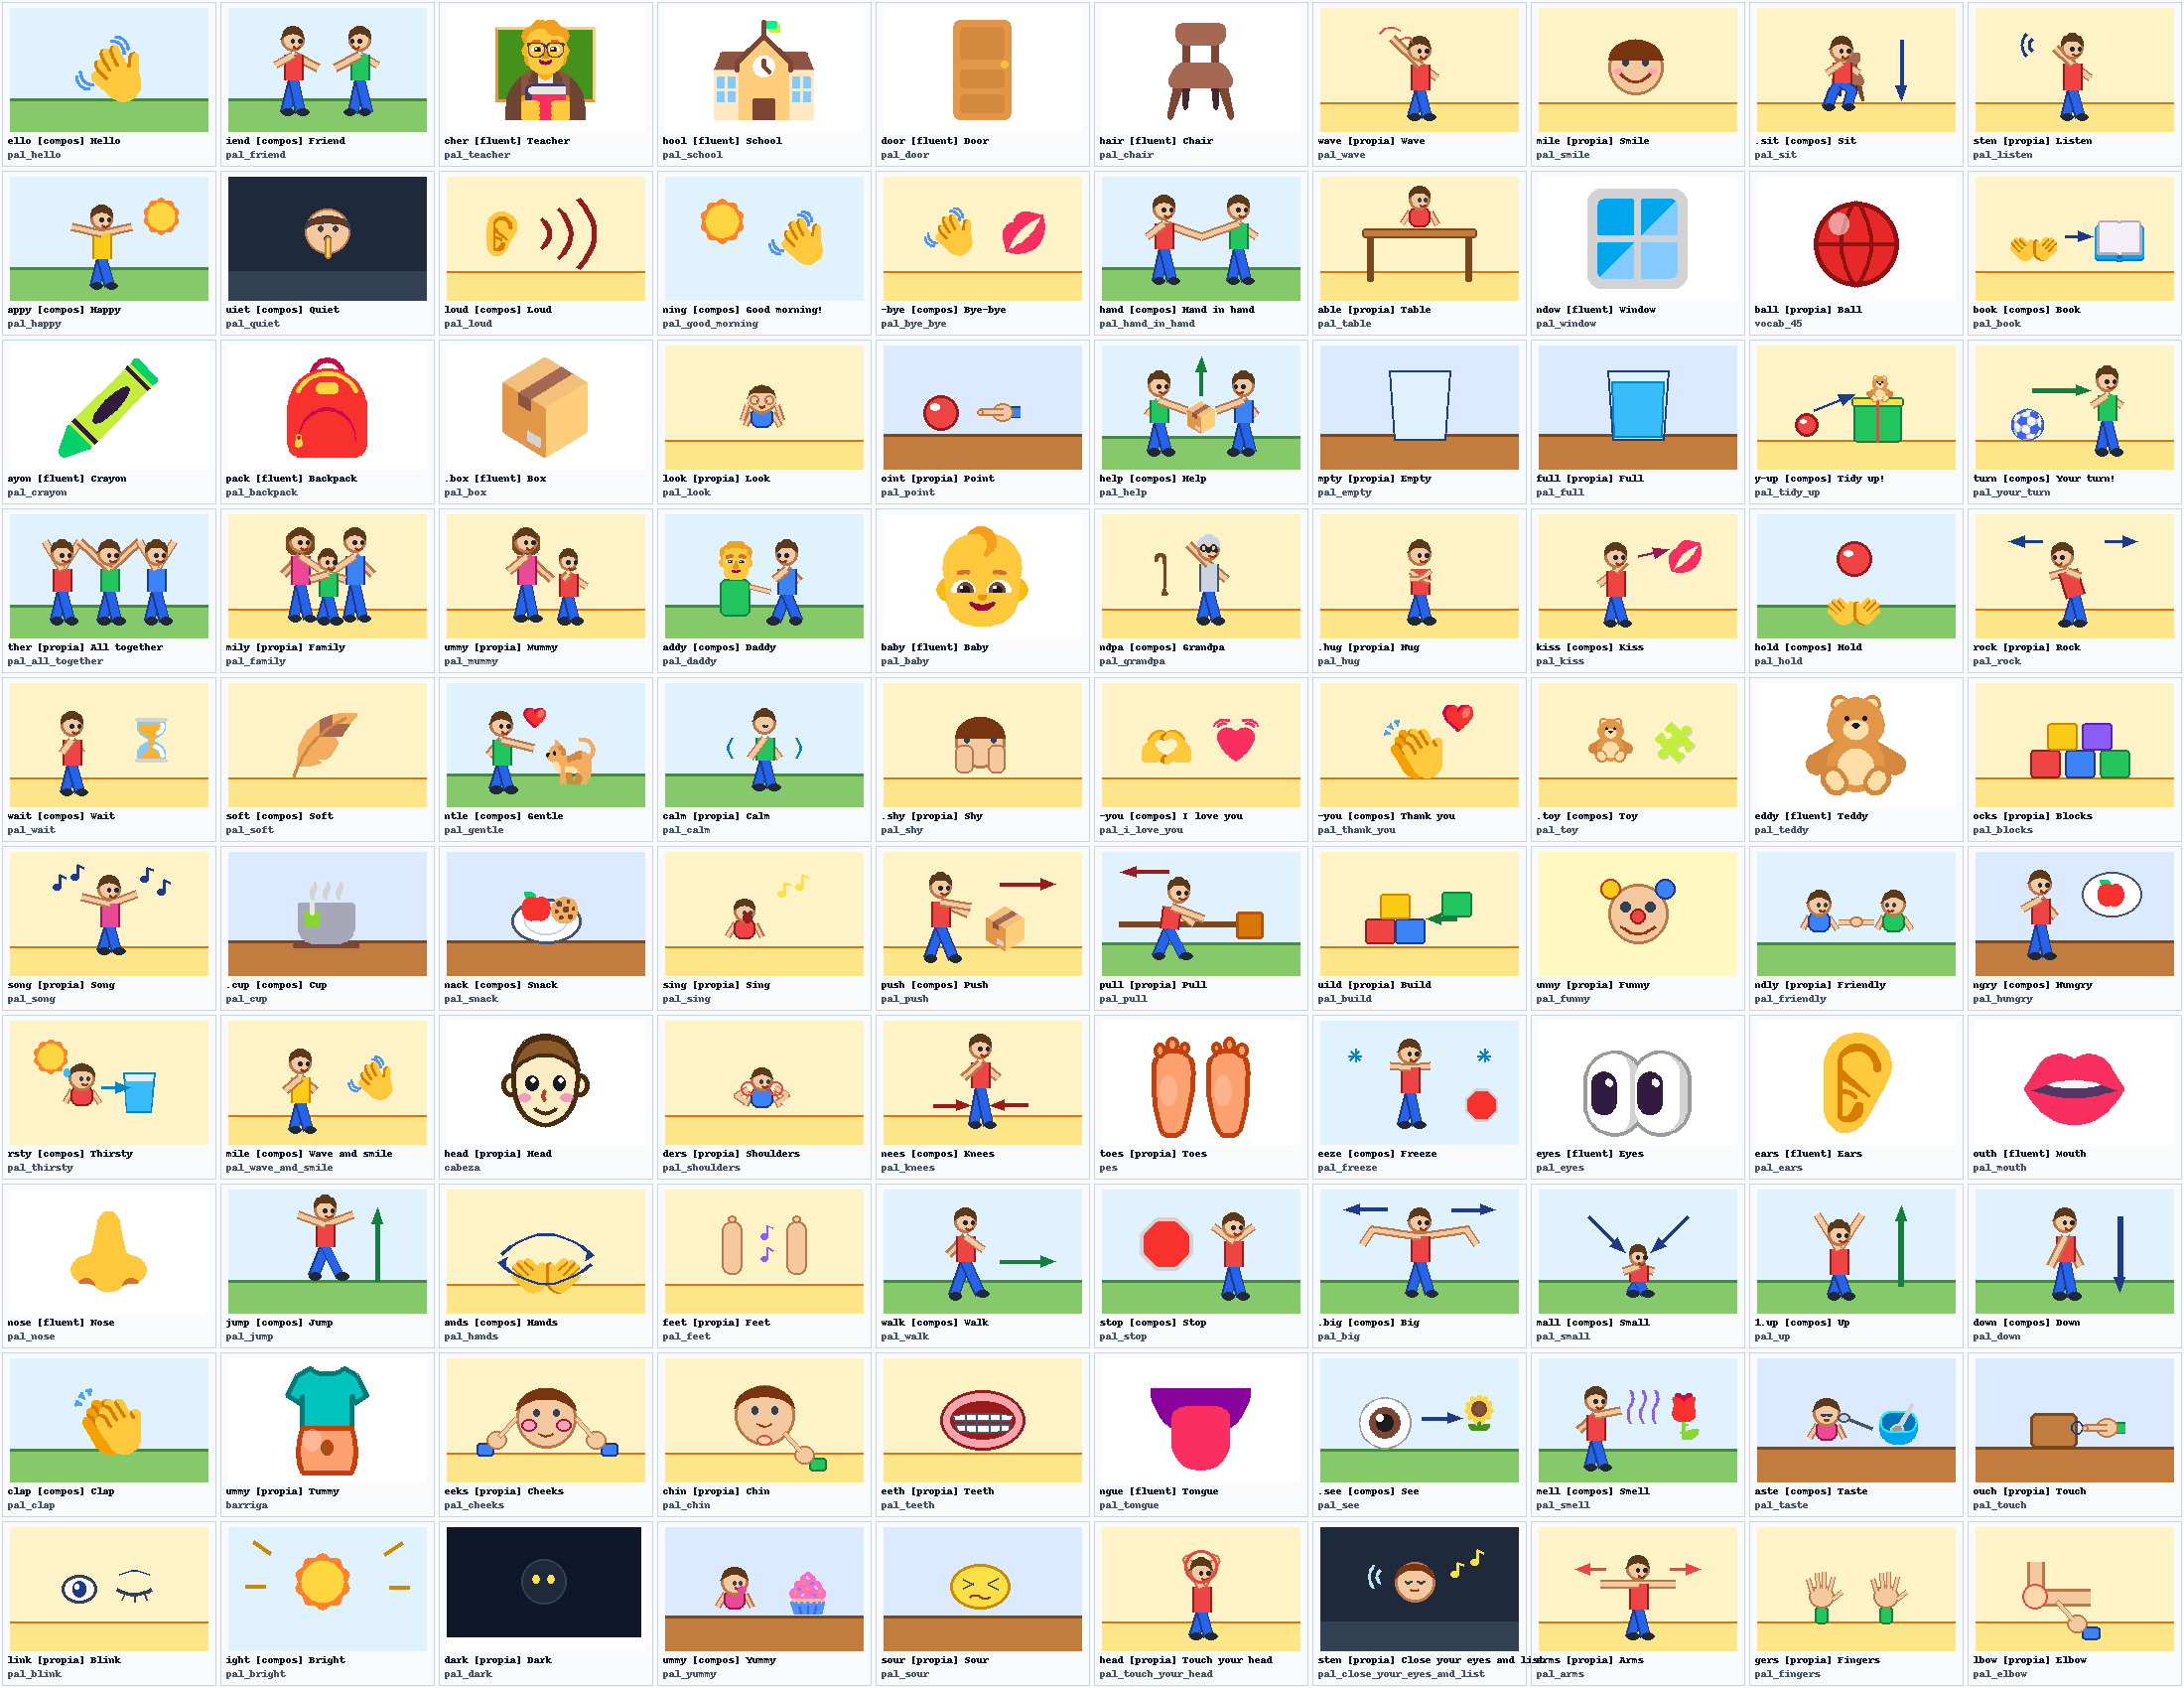 ello [compos] Hello
pal_hello
iend [compos] Friend
pal_friend
cher [fluent] Teacher
pal_teacher
hool [fluent] School
pal_school
door [fluent] Door
pal_door
hair [fluent] Chair
pal_chair
wave [propia] Wave
pal_wave
mile [propia] Smile
pal_smile
.sit [compos] Sit
pal_sit
sten [propia] Listen
pal_listen
appy [compos] Happy
pal_happy
uiet [compos] Quiet
pal_quiet
loud [compos] Loud
pal_loud
ning [compos] Good morning!
pal_good_morning
-bye [compos] Bye-bye
pal_bye_bye
hand [compos] Hand in hand
pal_hand_in_hand
able [propia] Table
pal_table
ndow [fluent] Window
pal_window
ball [propia] Ball
vocab_45
book [compos] Book
pal_book
ayon [fluent] Crayon
pal_crayon
pack [fluent] Backpack
pal_backpack
.box [fluent] Box
pal_box
look [propia] Look
pal_look
oint [propia] Point
pal_point
help [compos] Help
pal_help
mpty [propia] Empty
pal_empty
full [propia] Full
pal_full
y-up [compos] Tidy up!
pal_tidy_up
turn [compos] Your turn!
pal_your_turn
ther [propia] All together
pal_all_together
mily [propia] Family
pal_family
ummy [propia] Mummy
pal_mummy
addy [compos] Daddy
pal_daddy
baby [fluent] Baby
pal_baby
ndpa [compos] Grandpa
pal_grandpa
.hug [propia] Hug
pal_hug
kiss [compos] Kiss
pal_kiss
hold [compos] Hold
pal_hold
rock [propia] Rock
pal_rock
wait [compos] Wait
pal_wait
soft [compos] Soft
pal_soft
ntle [compos] Gentle
pal_gentle
calm [propia] Calm
pal_calm
.shy [propia] Shy
pal_shy
-you [compos] I love you
pal_i_love_you
-you [compos] Thank you
pal_thank_you
.toy [compos] Toy
pal_toy
eddy [fluent] Teddy
pal_teddy
ocks [propia] Blocks
pal_blocks
song [propia] Song
pal_song
.cup [compos] Cup
pal_cup
nack [compos] Snack
pal_snack
sing [propia] Sing
pal_sing
push [compos] Push
pal_push
pull [propia] Pull
pal_pull
uild [propia] Build
pal_build
unny [propia] Funny
pal_funny
ndly [propia] Friendly
pal_friendly
ngry [compos] Hungry
pal_hungry
rsty [compos] Thirsty
pal_thirsty
mile [compos] Wave and smile
pal_wave_and_smile
head [propia] Head
cabeza
ders [propia] Shoulders
pal_shoulders
nees [compos] Knees
pal_knees
toes [propia] Toes
pes
eeze [compos] Freeze
pal_freeze
eyes [fluent] Eyes
pal_eyes
ears [fluent] Ears
pal_ears
outh [fluent] Mouth
pal_mouth
nose [fluent] Nose
pal_nose
jump [compos] Jump
pal_jump
ands [compos] Hands
pal_hands
feet [propia] Feet
pal_feet
walk [compos] Walk
pal_walk
stop [compos] Stop
pal_stop
.big [compos] Big
pal_big
mall [compos] Small
pal_small
1.up [compos] Up
pal_up
down [compos] Down
pal_down
clap [compos] Clap
pal_clap
ummy [propia] Tummy
barriga
eeks [propia] Cheeks
pal_cheeks
chin [propia] Chin
pal_chin
eeth [propia] Teeth
pal_teeth
ngue [fluent] Tongue
pal_tongue
.see [compos] See
pal_see
mell [compos] Smell
pal_smell
aste [compos] Taste
pal_taste
ouch [propia] Touch
pal_touch
link [propia] Blink
pal_blink
ight [compos] Bright
pal_bright
dark [propia] Dark
pal_dark
ummy [compos] Yummy
pal_yummy
sour [propia] Sour
pal_sour
head [propia] Touch your head
pal_touch_your_head
sten [propia] Close your eyes and
pal_close_your_eyes_and_list
[propia] Arms
pal_arms
gers [propia] Fingers
pal_fingers
lbow [propia] Elbow
pal_elbow